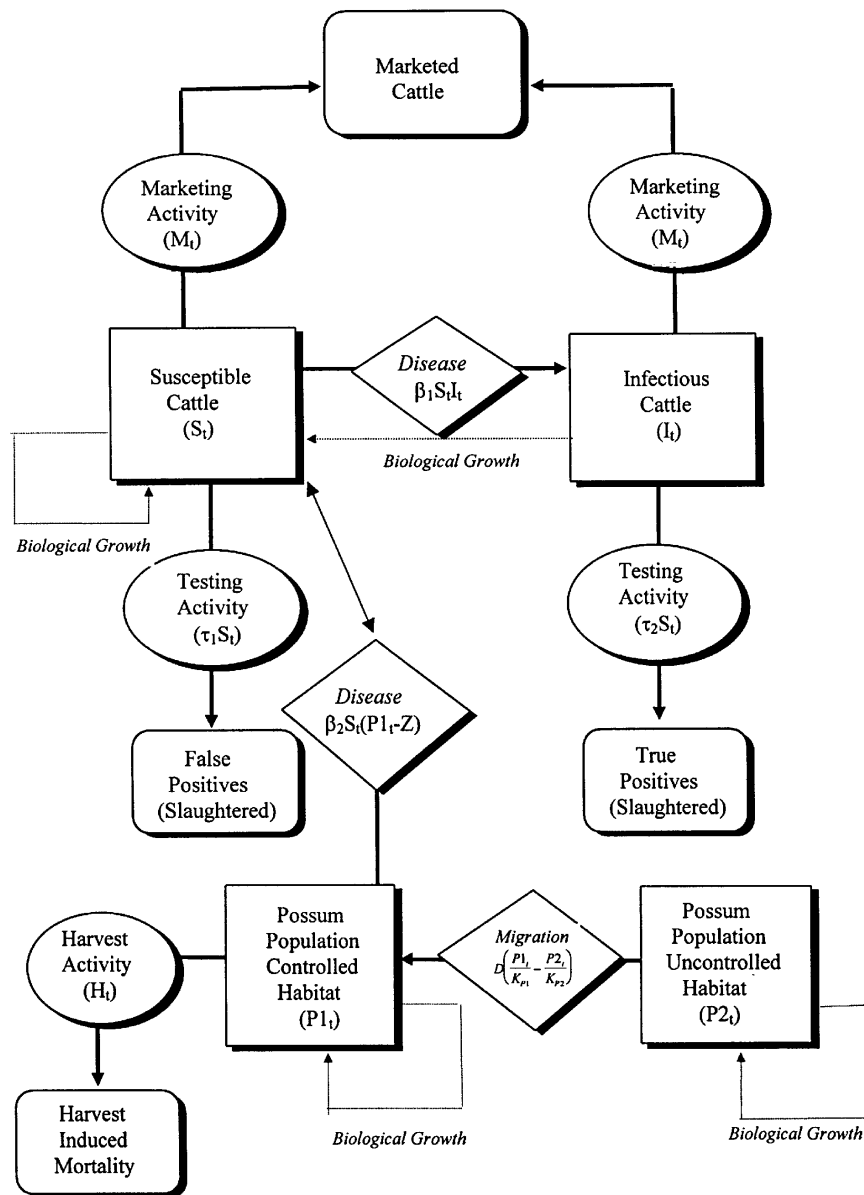 Marketed
Cattle
Marketing
Activity
(Mₜ)
Marketing
Activity
(Mₜ)
Susceptible
Cattle
(Sₜ)
Disease
β₁SₜIₜ
Infectious
Cattle
(Iₜ)
Biological Growth
Biological Growth
Testing
Activity
(τ₁Sₜ)
Testing
Activity
(τ₂Sₜ)
Disease
β₂Sₜ(P1ₜ-Z)
False
Positives
(Slaughtered)
True
Positives
(Slaughtered)
Harvest
Activity
(Hₜ)
Possum
Population
Controlled
Habitat
(P1ₜ)
Migration
D(P1ₜ/K_P1 - P2ₜ/K_P2)
Possum
Population
Uncontrolled
Habitat
(P2ₜ)
Harvest
Induced
Mortality
Biological Growth
Biological Growth